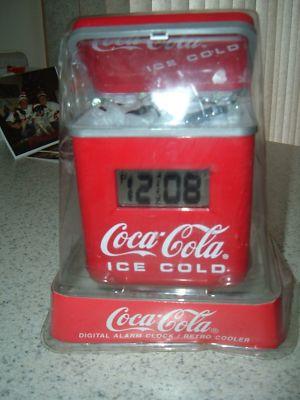 Coca-Cola
ICE COLD
12:08
Coca-Cola®
ICE COLD
Coca-Cola®
DIGITAL ALARM CLOCK / RETRO COOLER